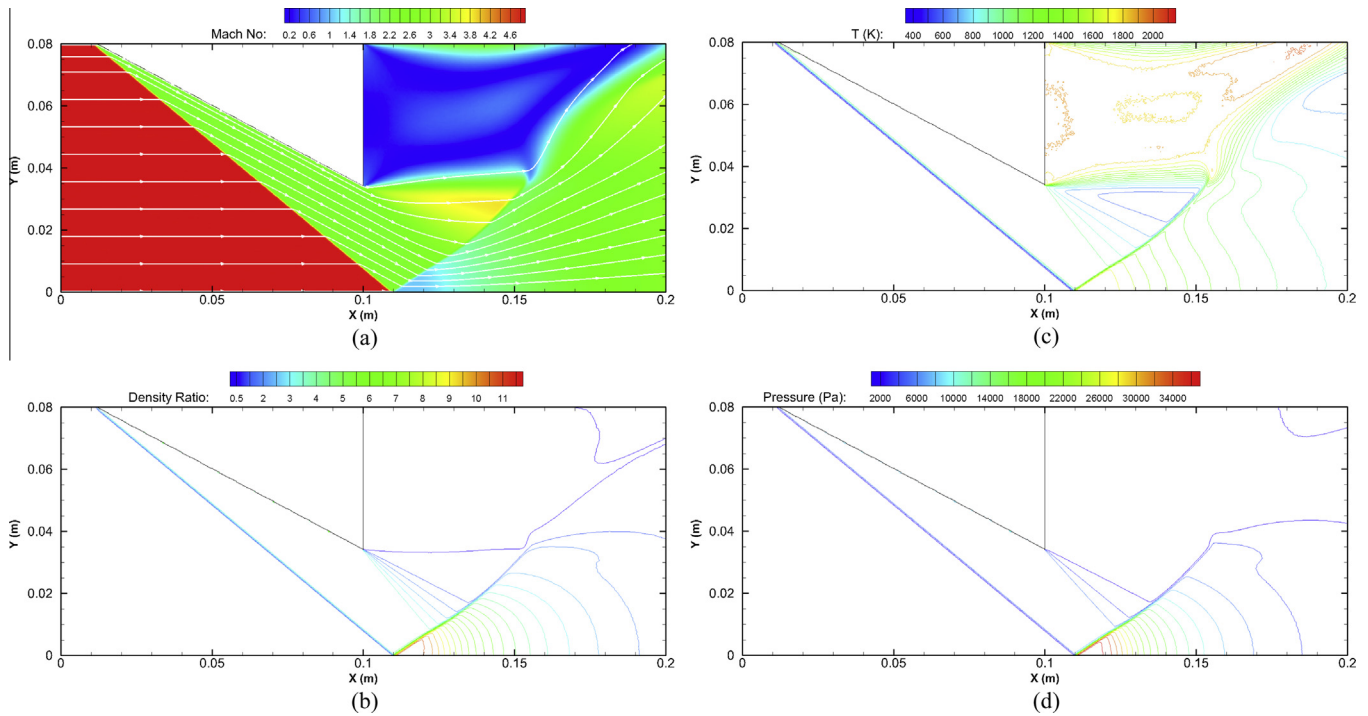 Mach No: 0.2 0.6 1 1.4 1.8 2.2 2.6 3 3.4 3.8 4.2 4.6
0.08
0.06
Y (m)
0.04
0.02
0
0 0.05 0.1 0.15 0.2
X (m)
(a)
T (K): 400 600 800 1000 1200 1400 1600 1800 2000
0.08
0.06
Y (m)
0.04
0.02
0
0 0.05 0.1 0.15 0.2
X (m)
(c)
Density Ratio: 0.5 2 3 4 5 6 7 8 9 10 11
0.08
0.06
Y (m)
0.04
0.02
0
0 0.05 0.1 0.15 0.2
X (m)
(b)
Pressure (Pa): 2000 6000 10000 14000 18000 22000 26000 30000 34000
0.08
0.06
Y (m)
0.04
0.02
0
0 0.05 0.1 0.15 0.2
X (m)
(d)